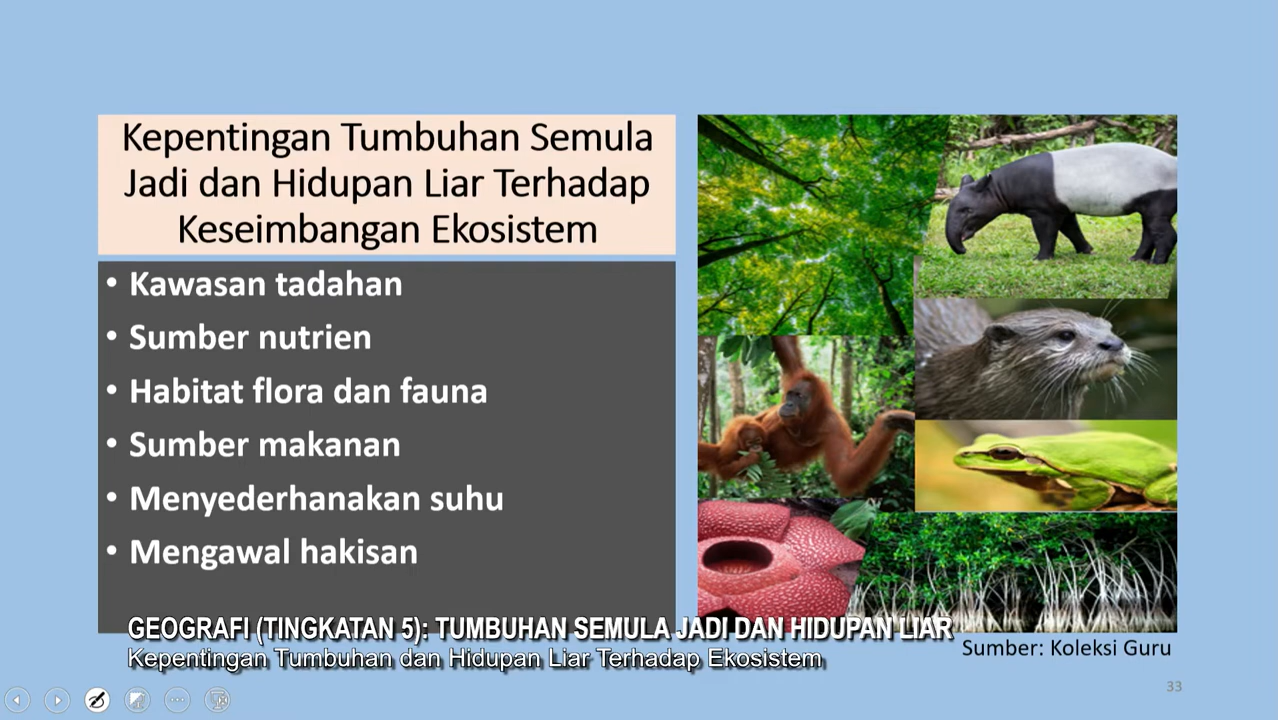 Kepentingan Tumbuhan Semula
Jadi dan Hidupan Liar Terhadap
Keseimbangan Ekosistem
• Kawasan tadahan
• Sumber nutrien
• Habitat flora dan fauna
• Sumber makanan
• Menyederhanakan suhu
• Mengawal hakisan
GEOGRAFI (TINGKATAN 5): TUMBUHAN SEMULA JADI DAN HIDUPAN LIAR
Kepentingan Tumbuhan dan Hidupan Liar Terhadap Ekosistem
Sumber: Koleksi Guru
33